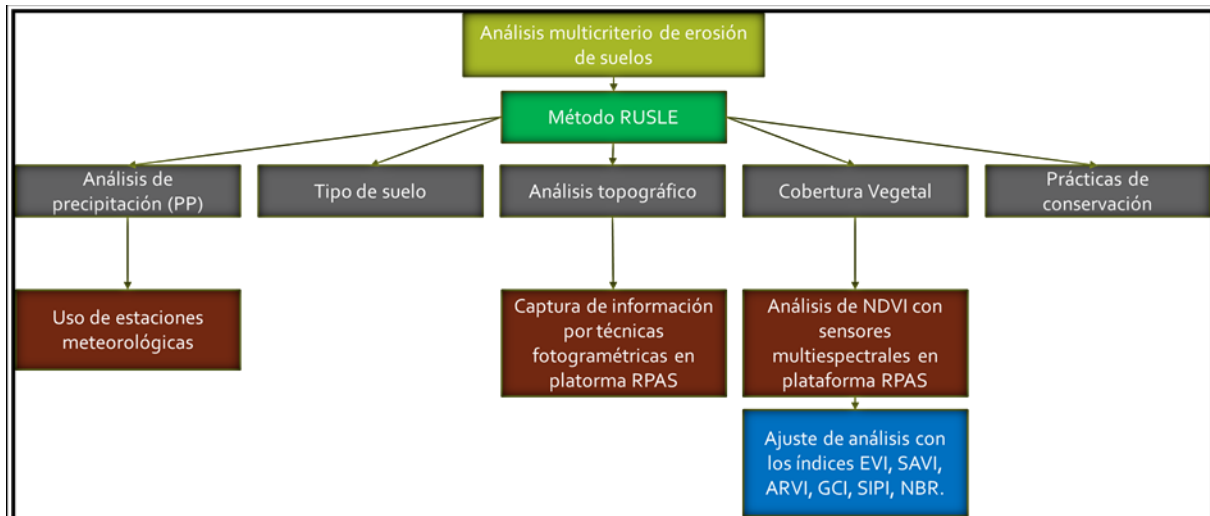 Análisis multicriterio de erosión
de suelos
Método RUSLE
Análisis de
precipitación (PP)
Tipo de suelo
Análisis topográfico
Cobertura Vegetal
Prácticas de
conservación
Uso de estaciones
meteorológicas
Captura de información
por técnicas
fotogramétricas en
platorma RPAS
Análisis de NDVI con
sensores
multiespectrales en
plataforma RPAS
Ajuste de análisis con
los índices EVI, SAVI,
ARVI, GCI, SIPI, NBR.